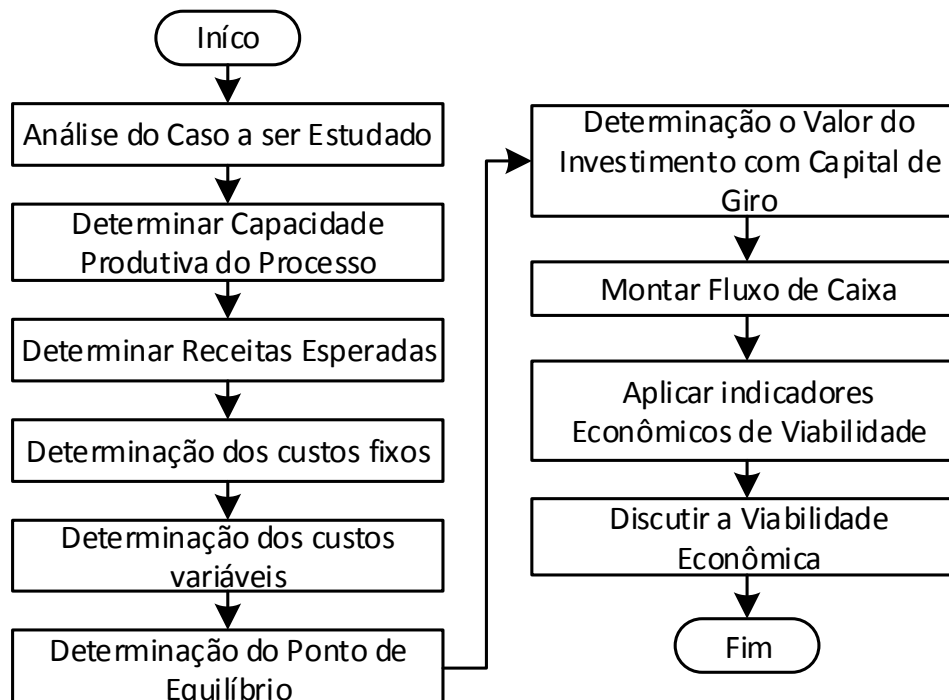 Iníco
Análise do Caso a ser Estudado
Determinar Capacidade
Produtiva do Processo
Determinar Receitas Esperadas
Determinação dos custos fixos
Determinação dos custos
variáveis
Determinação do Ponto de
Equilíbrio
Determinação o Valor do
Investimento com Capital de
Giro
Montar Fluxo de Caixa
Aplicar indicadores
Econômicos de Viabilidade
Discutir a Viabilidade
Econômica
Fim